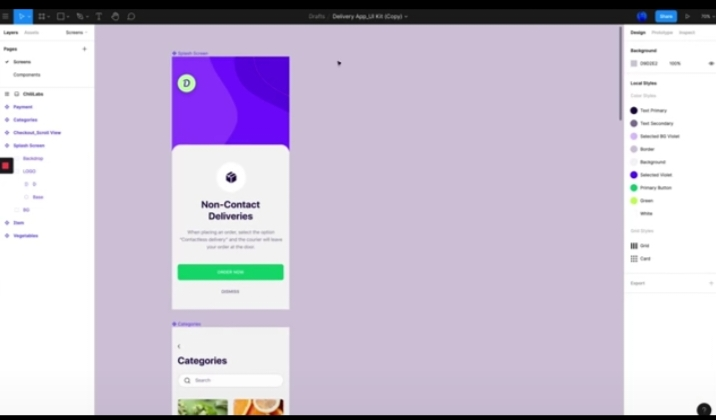 Drafts / Delivery App_UI Kit (Copy)
Share
Layers
Assets
Screens
Design
Prototype
Inspect
Pages
Screens
Components
Payment
Categories
Checkout_Scroll View
Splash Screen
Backdrop
LOGO
D
Base
BG
Item
Vegetables
Splash Screen
D
Non-Contact
Deliveries
When placing an order, select the option
"Contactless delivery" and the courier will leave
your order at the door.
ORDER NOW
DISMISS
Categories
Categories
Search
Background
100%
Local Styles
Color Styles
Text Primary
Text Secondary
Selected BG Violet
Border
Background
Selected Violet
Primary Button
Green
White
Grid Styles
Grid
Card
Export